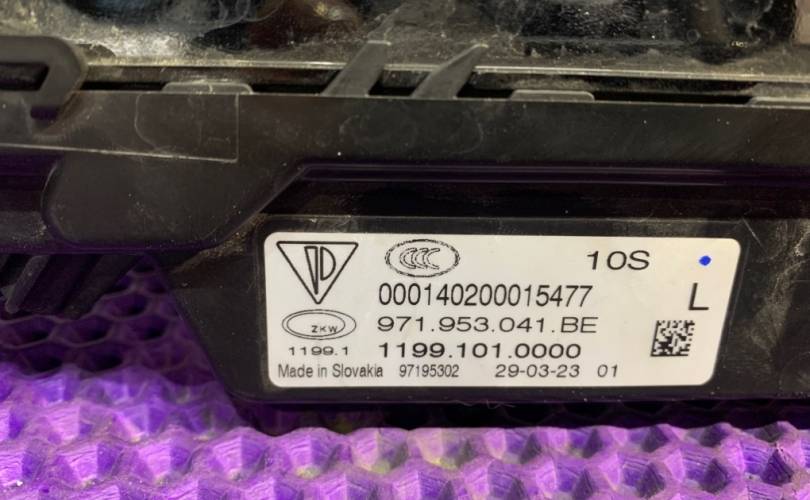 CCC
10S
000140200015477
L
ZKW
971.953.041.BE
1199.1
1199.101.0000
Made in Slovakia 97195302 29-03-23 01